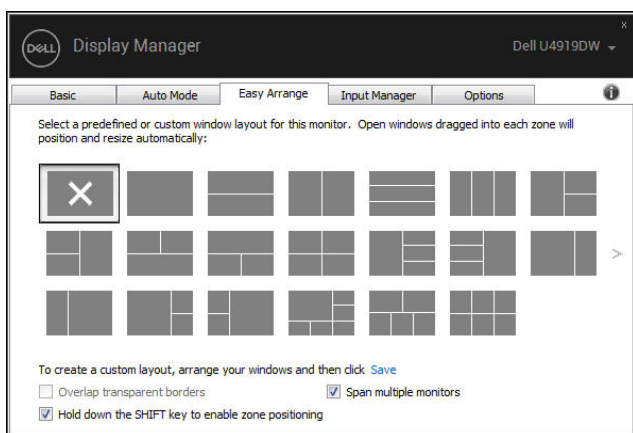 x
DELL Display Manager Dell U4919DW
Basic Auto Mode Easy Arrange Input Manager Options
Select a predefined or custom window layout for this monitor. Open windows dragged into each zone will
position and resize automatically:
>
To create a custom layout, arrange your windows and then click Save
Overlap transparent borders Span multiple monitors
Hold down the SHIFT key to enable zone positioning